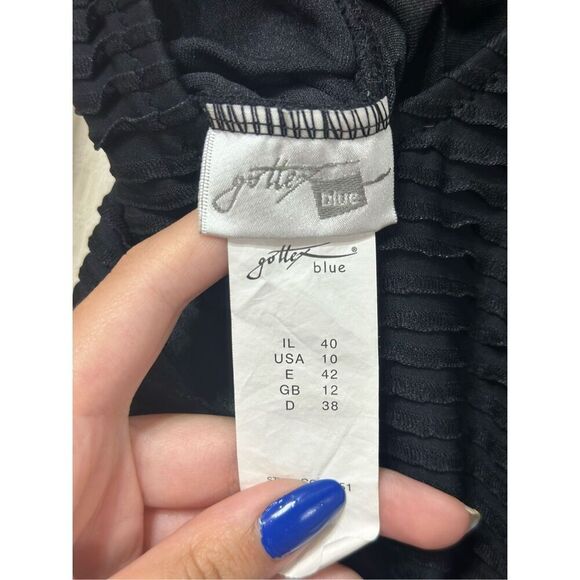 gottex
blue
gottex®
blue
IL 40
USA 10
E 42
GB 12
D 38